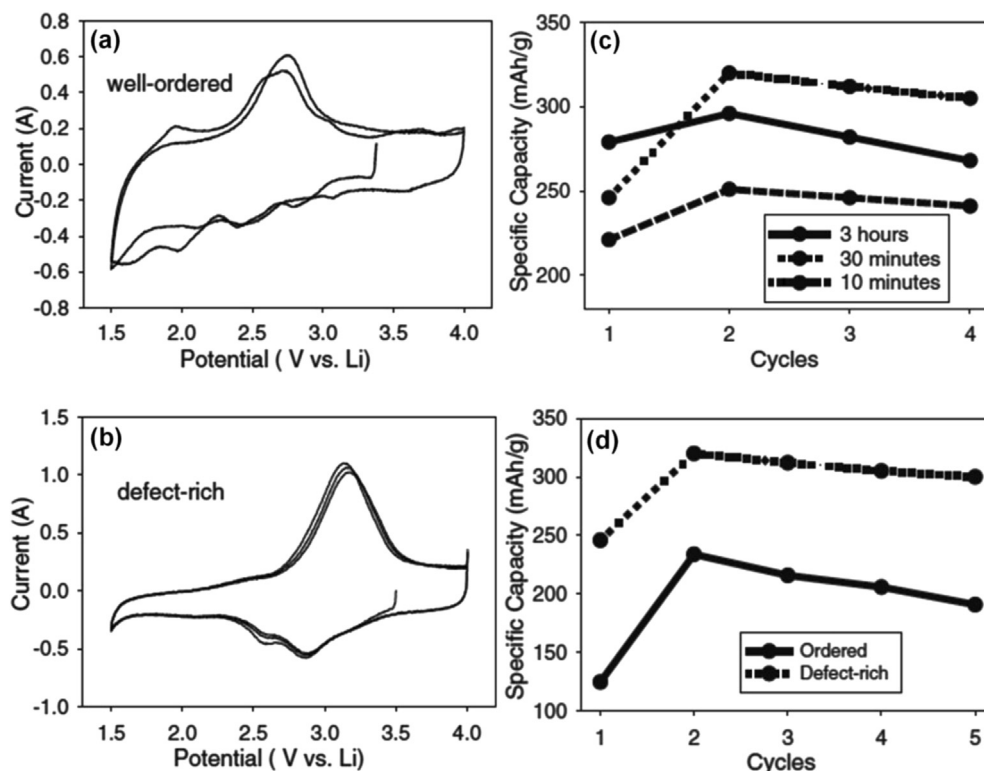 (a)
well-ordered
Current (A)
0.8
0.6
0.4
0.2
0.0
-0.2
-0.4
-0.6
-0.8
1.5 2.0 2.5 3.0 3.5 4.0
Potential ( V vs. Li)
(c)
Specific Capacity (mAh/g)
350
300
250
200
3 hours
30 minutes
10 minutes
1 2 3 4
Cycles
(b)
defect-rich
Current (A)
1.5
1.0
0.5
0.0
-0.5
-1.0
1.5 2.0 2.5 3.0 3.5 4.0
Potential ( V vs. Li)
(d)
Specific Capacity (mAh/g)
350
300
250
200
150
100
Ordered
Defect-rich
1 2 3 4 5
Cycles